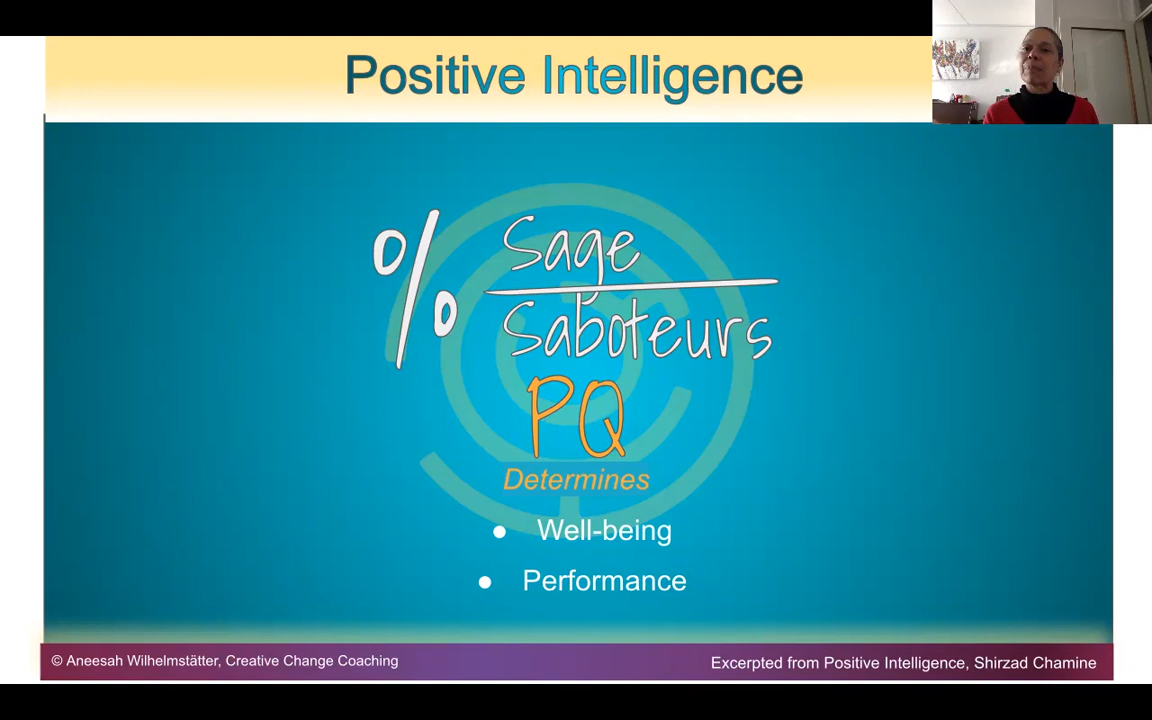 Positive Intelligence
% Sage
Saboteurs
PQ
Determines
● Well-being
● Performance
© Aneesah Wilhelmstätter, Creative Change Coaching
Excerpted from Positive Intelligence, Shirzad Chamine